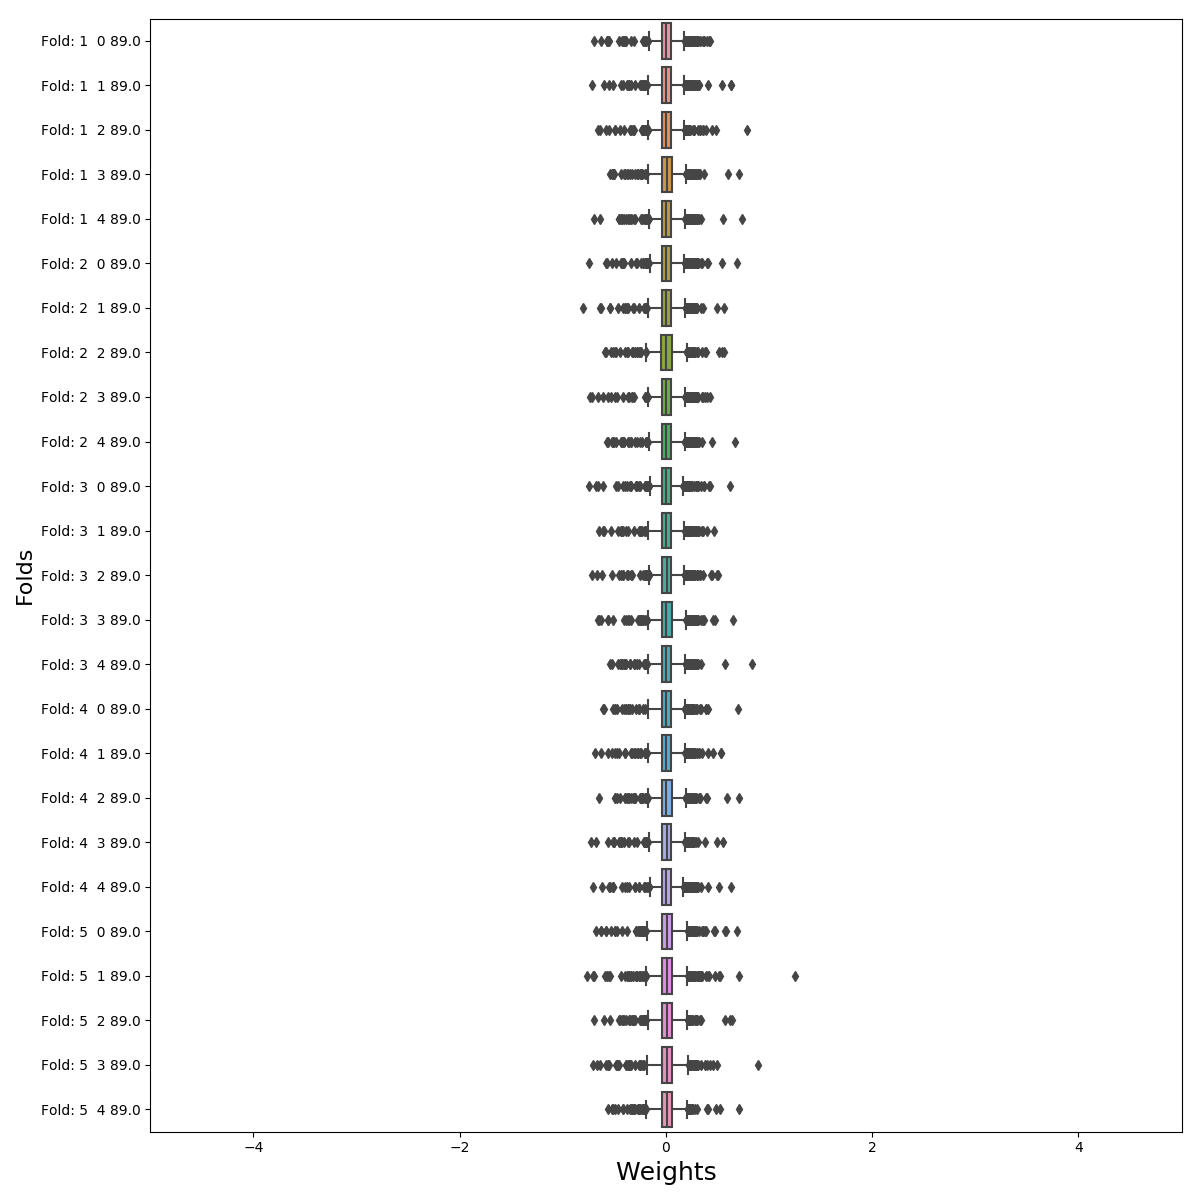 Fold: 1  0 89.0
Fold: 1  1 89.0
Fold: 1  2 89.0
Fold: 1  3 89.0
Fold: 1  4 89.0
Fold: 2  0 89.0
Fold: 2  1 89.0
Fold: 2  2 89.0
Fold: 2  3 89.0
Fold: 2  4 89.0
Fold: 3  0 89.0
Fold: 3  1 89.0
Fold: 3  2 89.0
Fold: 3  3 89.0
Fold: 3  4 89.0
Fold: 4  0 89.0
Fold: 4  1 89.0
Fold: 4  2 89.0
Fold: 4  3 89.0
Fold: 4  4 89.0
Fold: 5  0 89.0
Fold: 5  1 89.0
Fold: 5  2 89.0
Fold: 5  3 89.0
Fold: 5  4 89.0
Folds
−4 −2 0 2 4
Weights